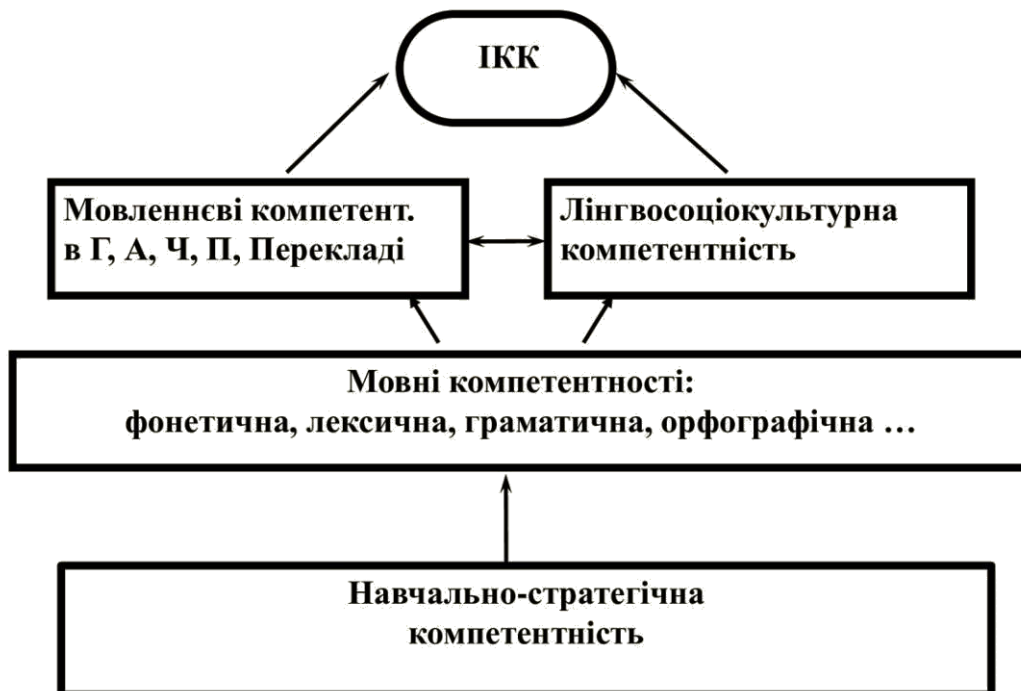 ІКК
Мовленнєві компетент.
в Г, А, Ч, П, Перекладі
Лінгвосоціокультурна
компетентність
Мовні компетентності:
фонетична, лексична, граматична, орфографічна ...
Навчально-стратегічна
компетентність